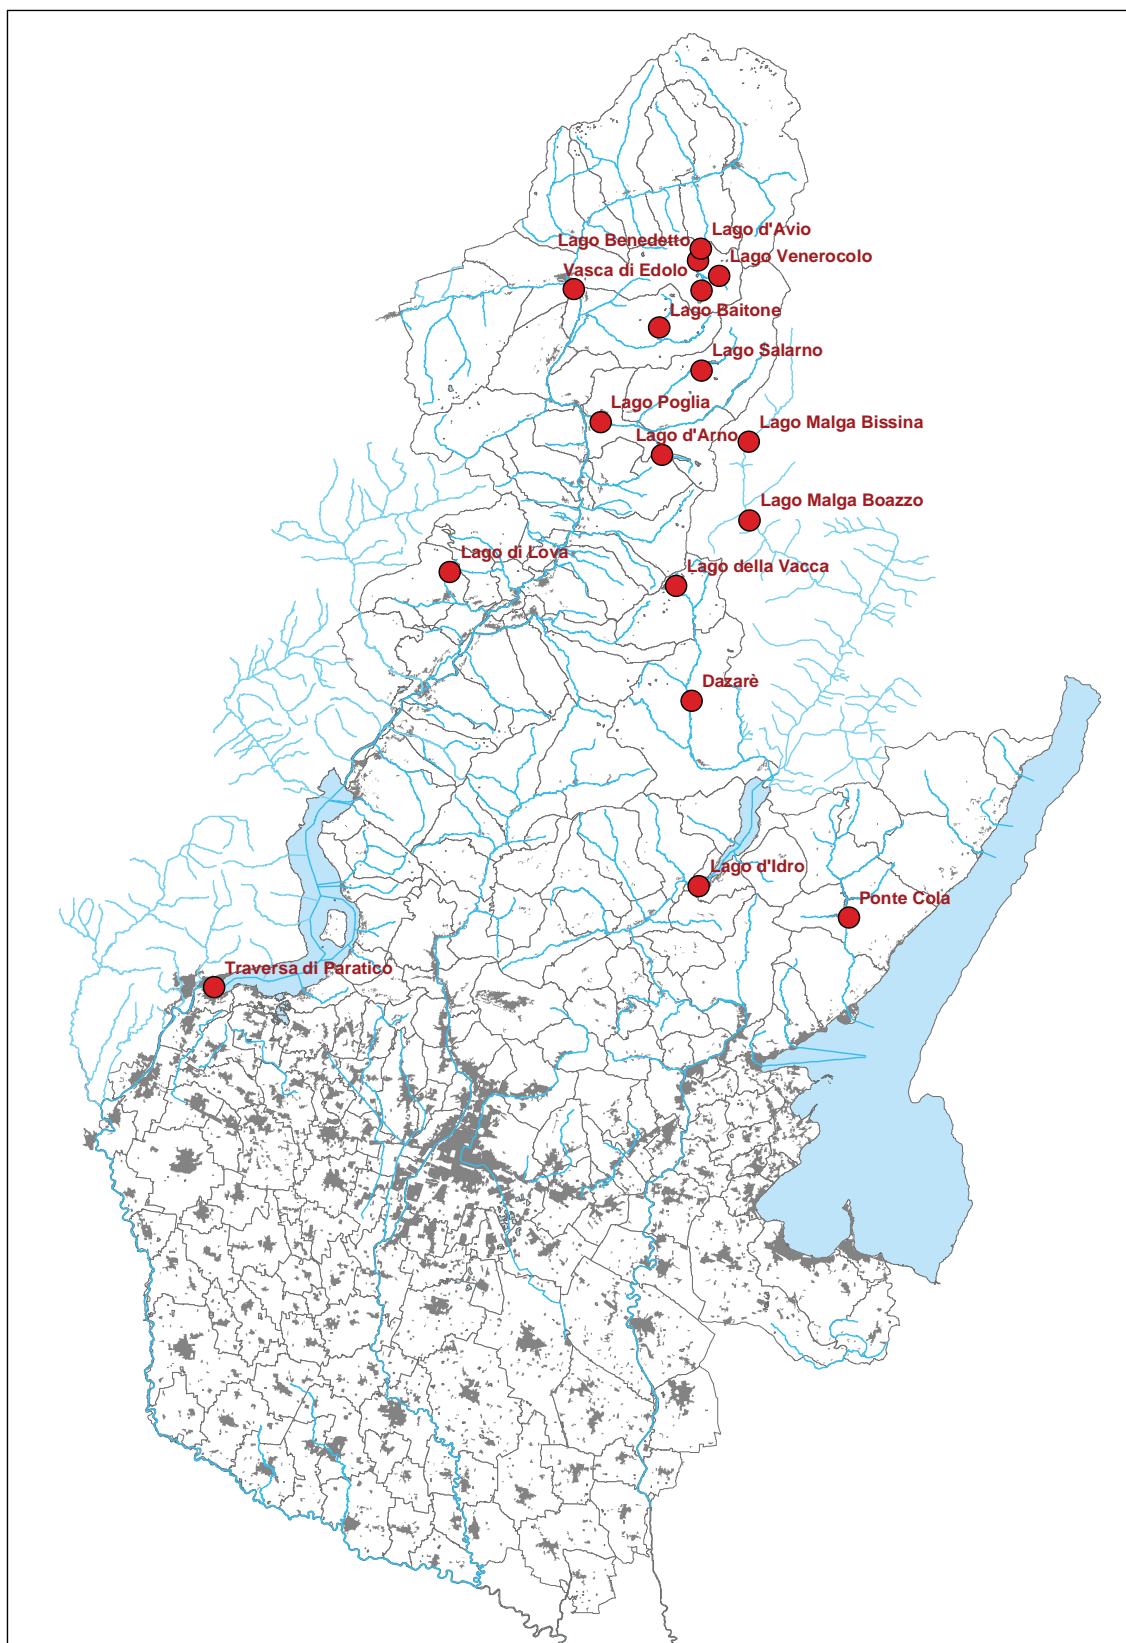 Lago d'Avio
Lago Benedetto
Lago Venerocolo
Vasca di Edolo
Lago Baitone
Lago Salarno
Lago Poglia
Lago Malga Bissina
Lago d'Arno
Lago Malga Boazzo
Lago di Lova
Lago della Vacca
Dazarè
Lago d'Idro
Ponte Cola
Traversa di Paratico